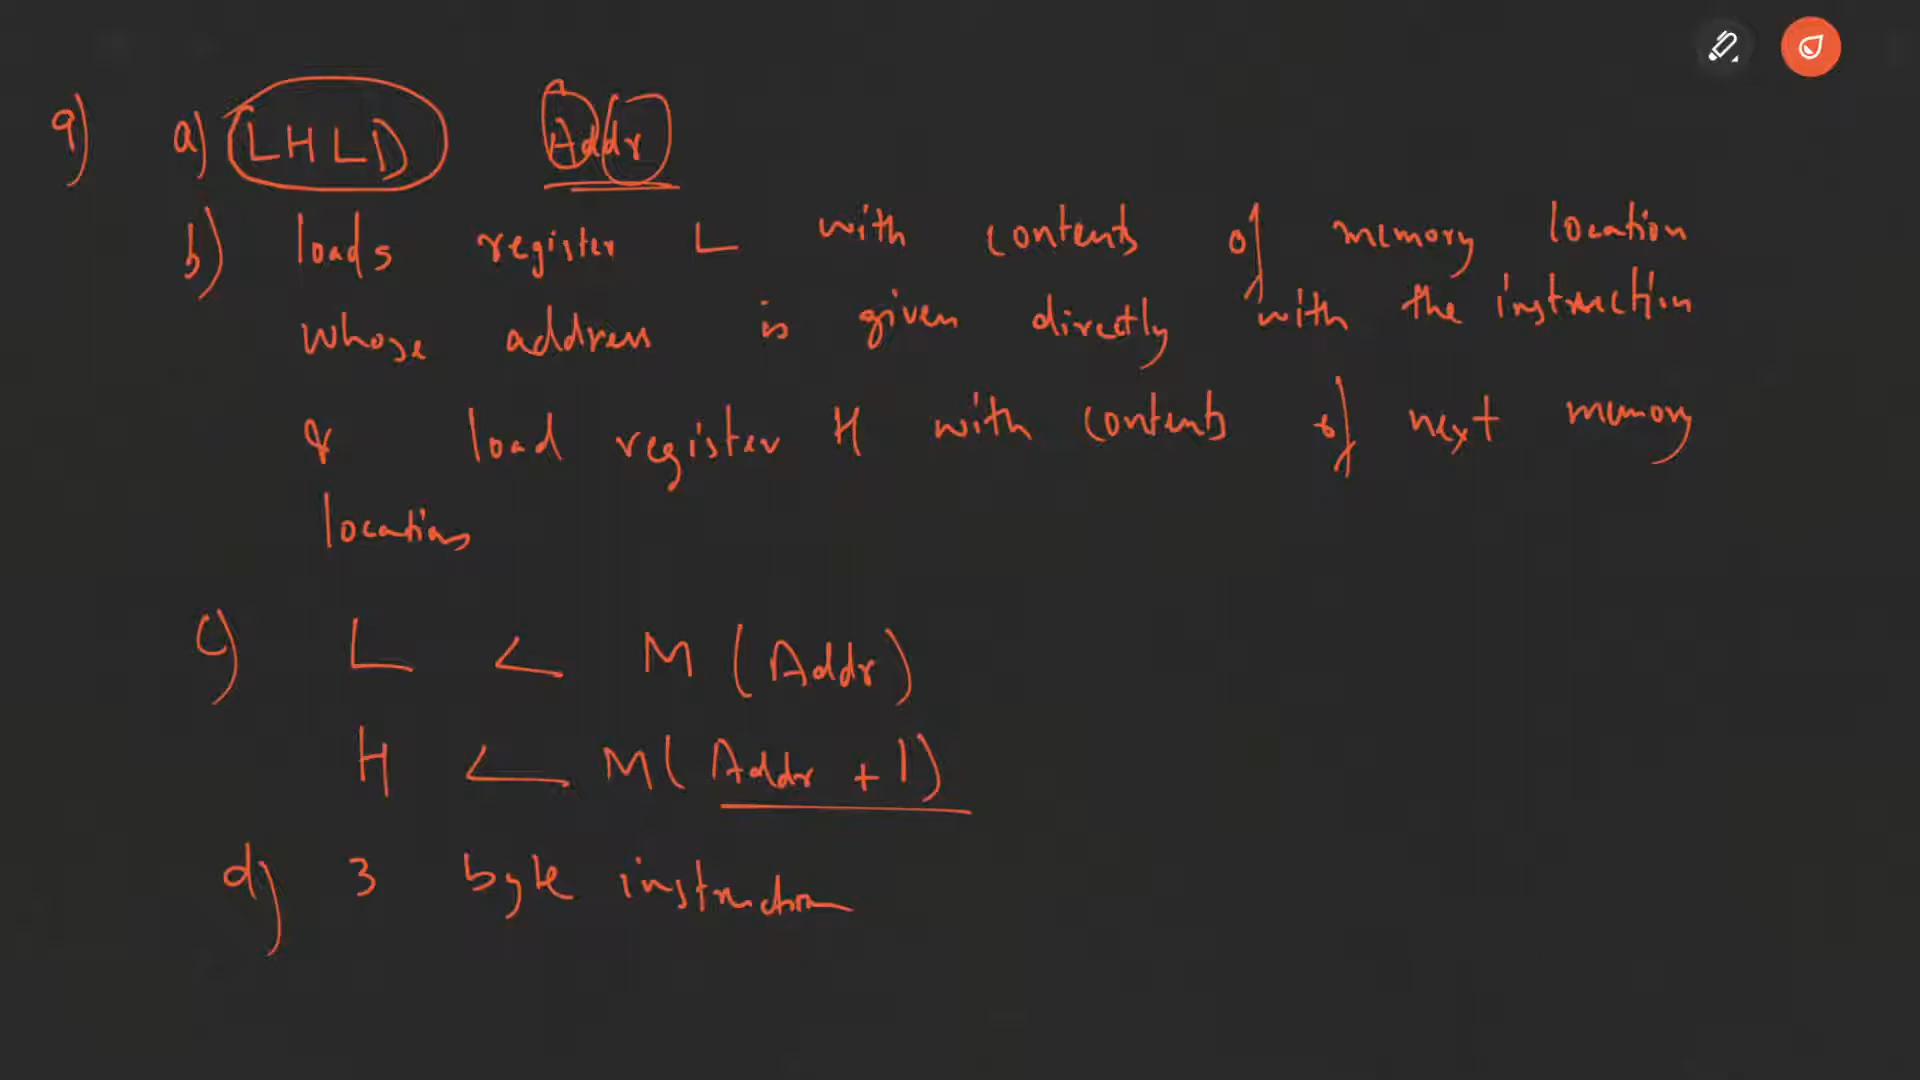 9) a) LHLD Addr
b) loads register L with contents of memory location
whose address is given directly with the instruction
& load register H with contents of next memory
location
c) L < M (Addr)
H < M( Addr + 1)
d) 3 byte instruction